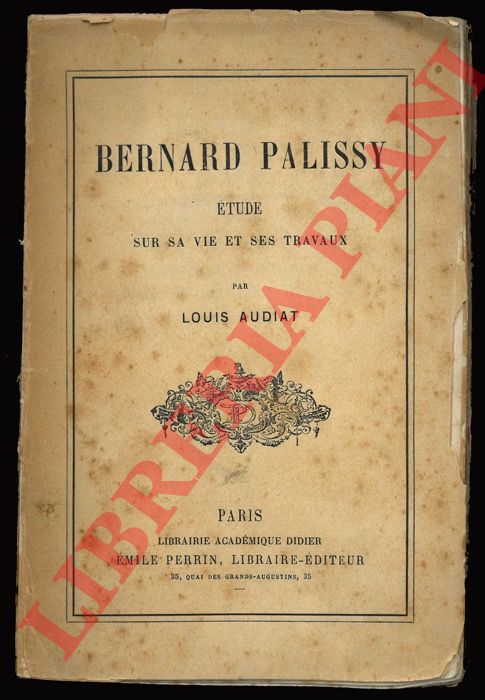 BERNARD PALISSY
ETUDE
SUR SA VIE ET SES TRAVAUX
PAR
LOUIS AUDIAT
PARIS
LIBRAIRIE ACADÉMIQUE DIDIER
ÉMILE PERRIN, LIBRAIRE-ÉDITEUR
35, QUAI DES GRANDS-AUGUSTINS, 35
LIBRERIA PIANI